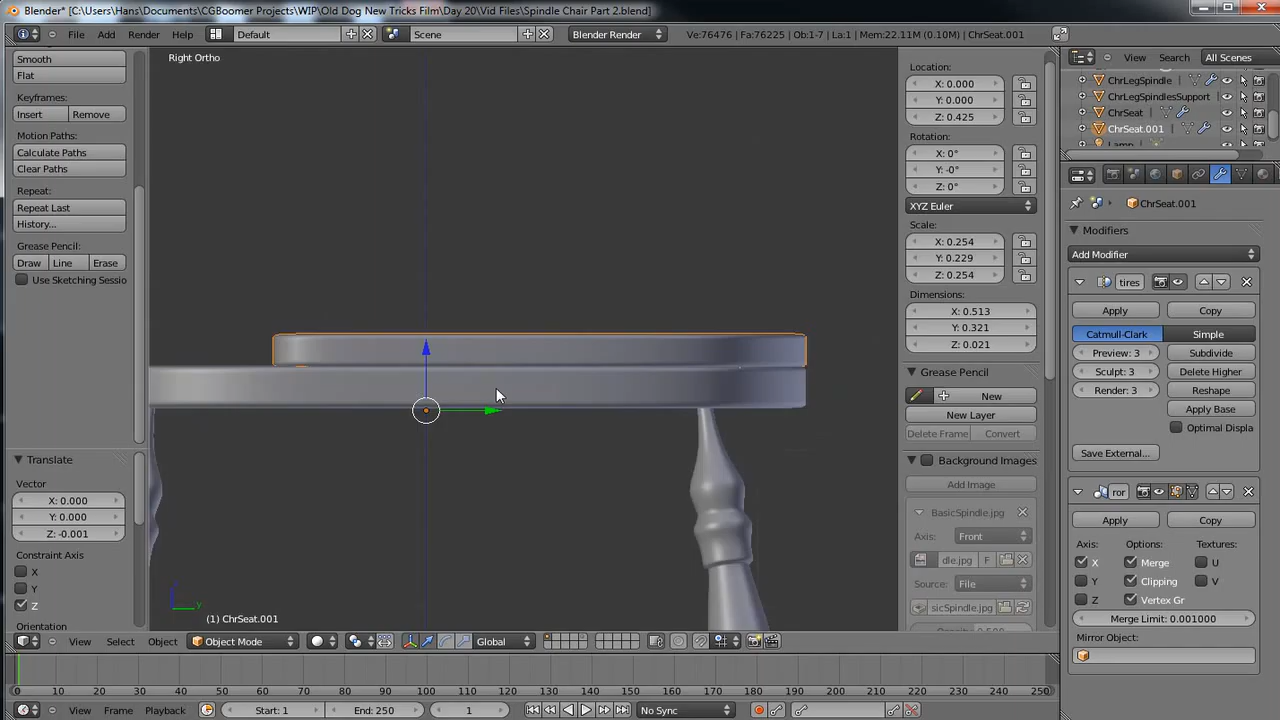 Blender* [C:\Users\Hans\Documents\CGBoomer Projects\WIP\Old Dog New Tricks Film\Day 20\Vid Files\Spindle Chair Part 2.blend]
File Add Render Help Default Scene Blender Render Ve:76476 | Fa:76225 | Ob:1-7 | La:1 | Mem:22.11M (0.10M) | ChrSeat.001
View Search All Scenes
Smooth
Flat
Keyframes:
Insert Remove
Motion Paths:
Calculate Paths
Clear Paths
Repeat:
Repeat Last
History...
Grease Pencil:
Draw Line Erase
Use Sketching Sessio
Translate
Vector
X: 0.000
Y: 0.000
Z: -0.001
Constraint Axis
X
Y
Z
Orientation
Right Ortho
y
(1) ChrSeat.001
Location:
X: 0.000
Y: 0.000
Z: 0.425
Rotation:
X: 0°
Y: -0°
Z: 0°
XYZ Euler
Scale:
X: 0.254
Y: 0.229
Z: 0.254
Dimensions:
X: 0.513
Y: 0.321
Z: 0.021
Grease Pencil
New
New Layer
Delete Frame Convert
Background Images
Add Image
BasicSpindle.jpg
Axis: Front
dle.jpg F
Source: File
sicSpindle.jpg
ChrLegSpindle
ChrLegSpindlesSupport
ChrSeat
ChrSeat.001
Lamp
ChrSeat.001
Modifiers
Add Modifier
tires
Apply Copy
Catmull-Clark Simple
Preview: 3 Subdivide
Sculpt: 3 Delete Higher
Render: 3 Reshape
Apply Base
Optimal Displa
Save External...
ror
Apply Copy
Axis: Options: Textures:
X Merge U
Y Clipping V
Z Vertex Gr
Merge Limit: 0.001000
Mirror Object:
View Select Object Object Mode Global
0 10 20 30 40 50 60 70 80 90 100 110 120 130 140 150 160 170 180 190 200 210 220 230 240 250
View Frame Playback Start: 1 End: 250 1 No Sync